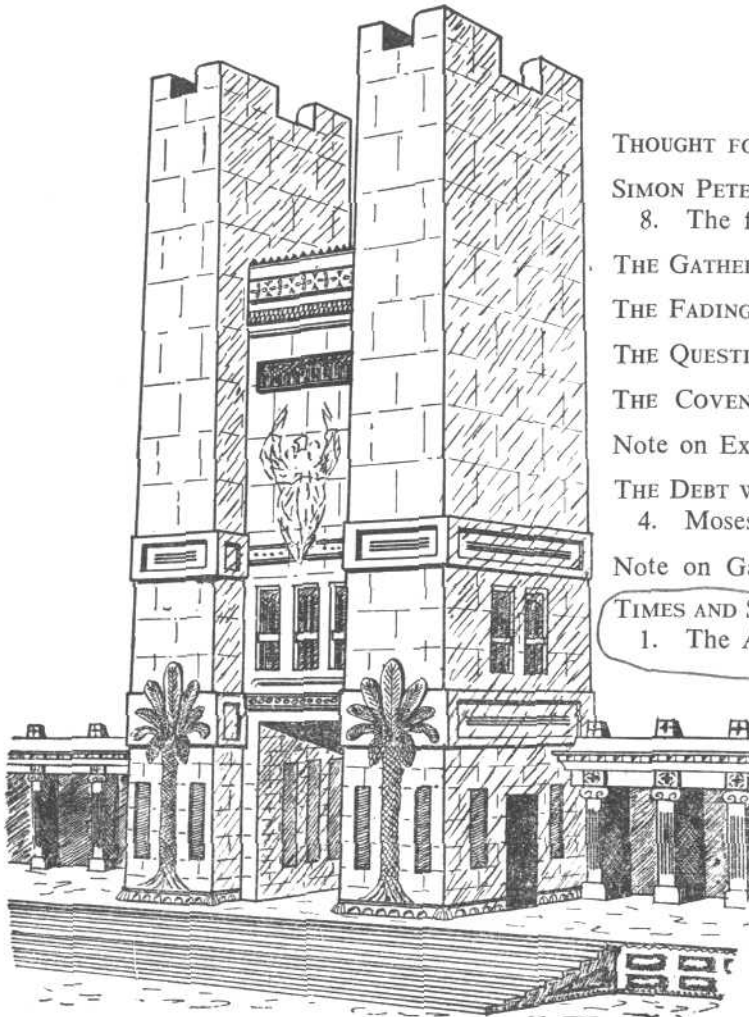 THOUGHT FO
SIMON PETE
8. The f
THE GATHE
THE FADING
THE QUESTI
THE COVEN
Note on Ex
THE DEBT W
4. Moses
Note on Ga
TIMES AND S
1. The A